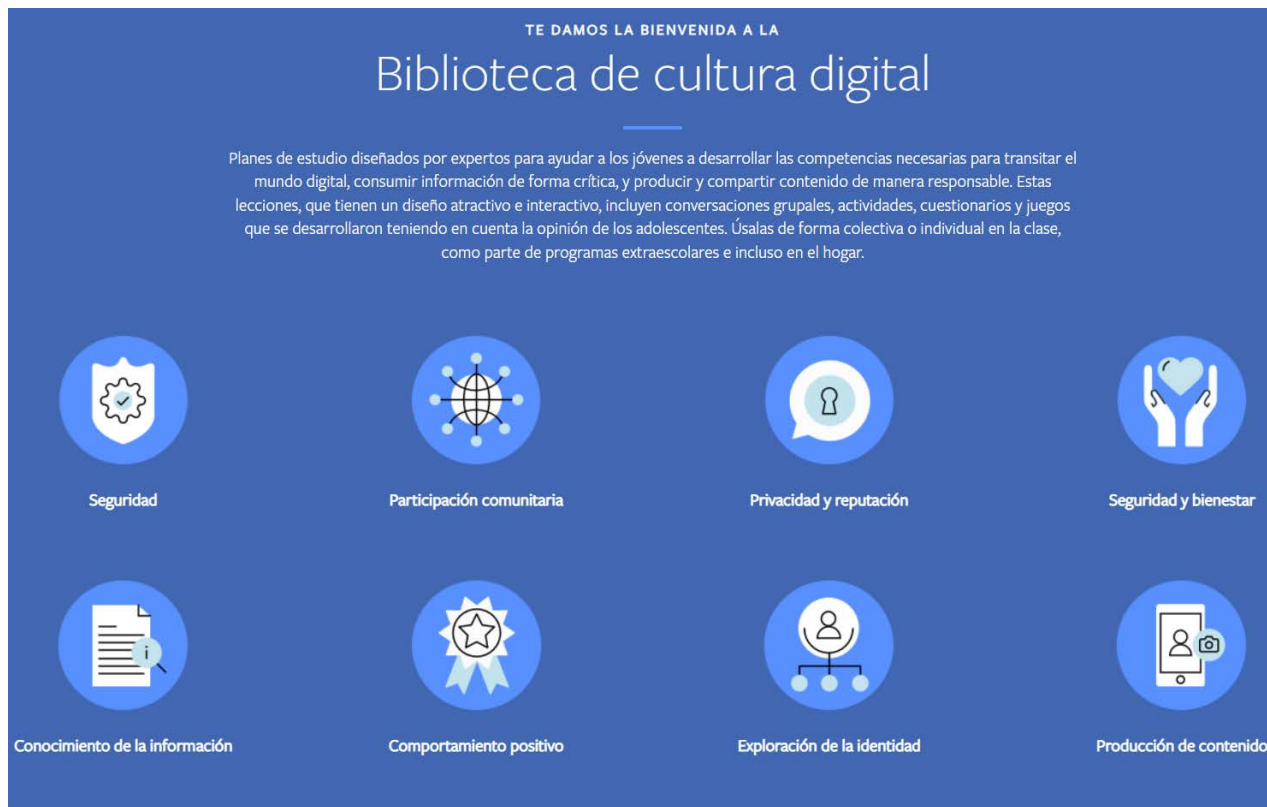 TE DAMOS LA BIENVENIDA A LA
Biblioteca de cultura digital
Planes de estudio diseñados por expertos para ayudar a los jóvenes a desarrollar las competencias necesarias para transitar el
mundo digital, consumir información de forma crítica, y producir y compartir contenido de manera responsable. Estas
lecciones, que tienen un diseño atractivo e interactivo, incluyen conversaciones grupales, actividades, cuestionarios y juegos
que se desarrollaron teniendo en cuenta la opinión de los adolescentes. Úsalas de forma colectiva o individual en la clase,
como parte de programas extraescolares e incluso en el hogar.
Seguridad
Participación comunitaria
Privacidad y reputación
Seguridad y bienestar
i
Conocimiento de la información
Comportamiento positivo
Exploración de la identidad
Producción de contenido